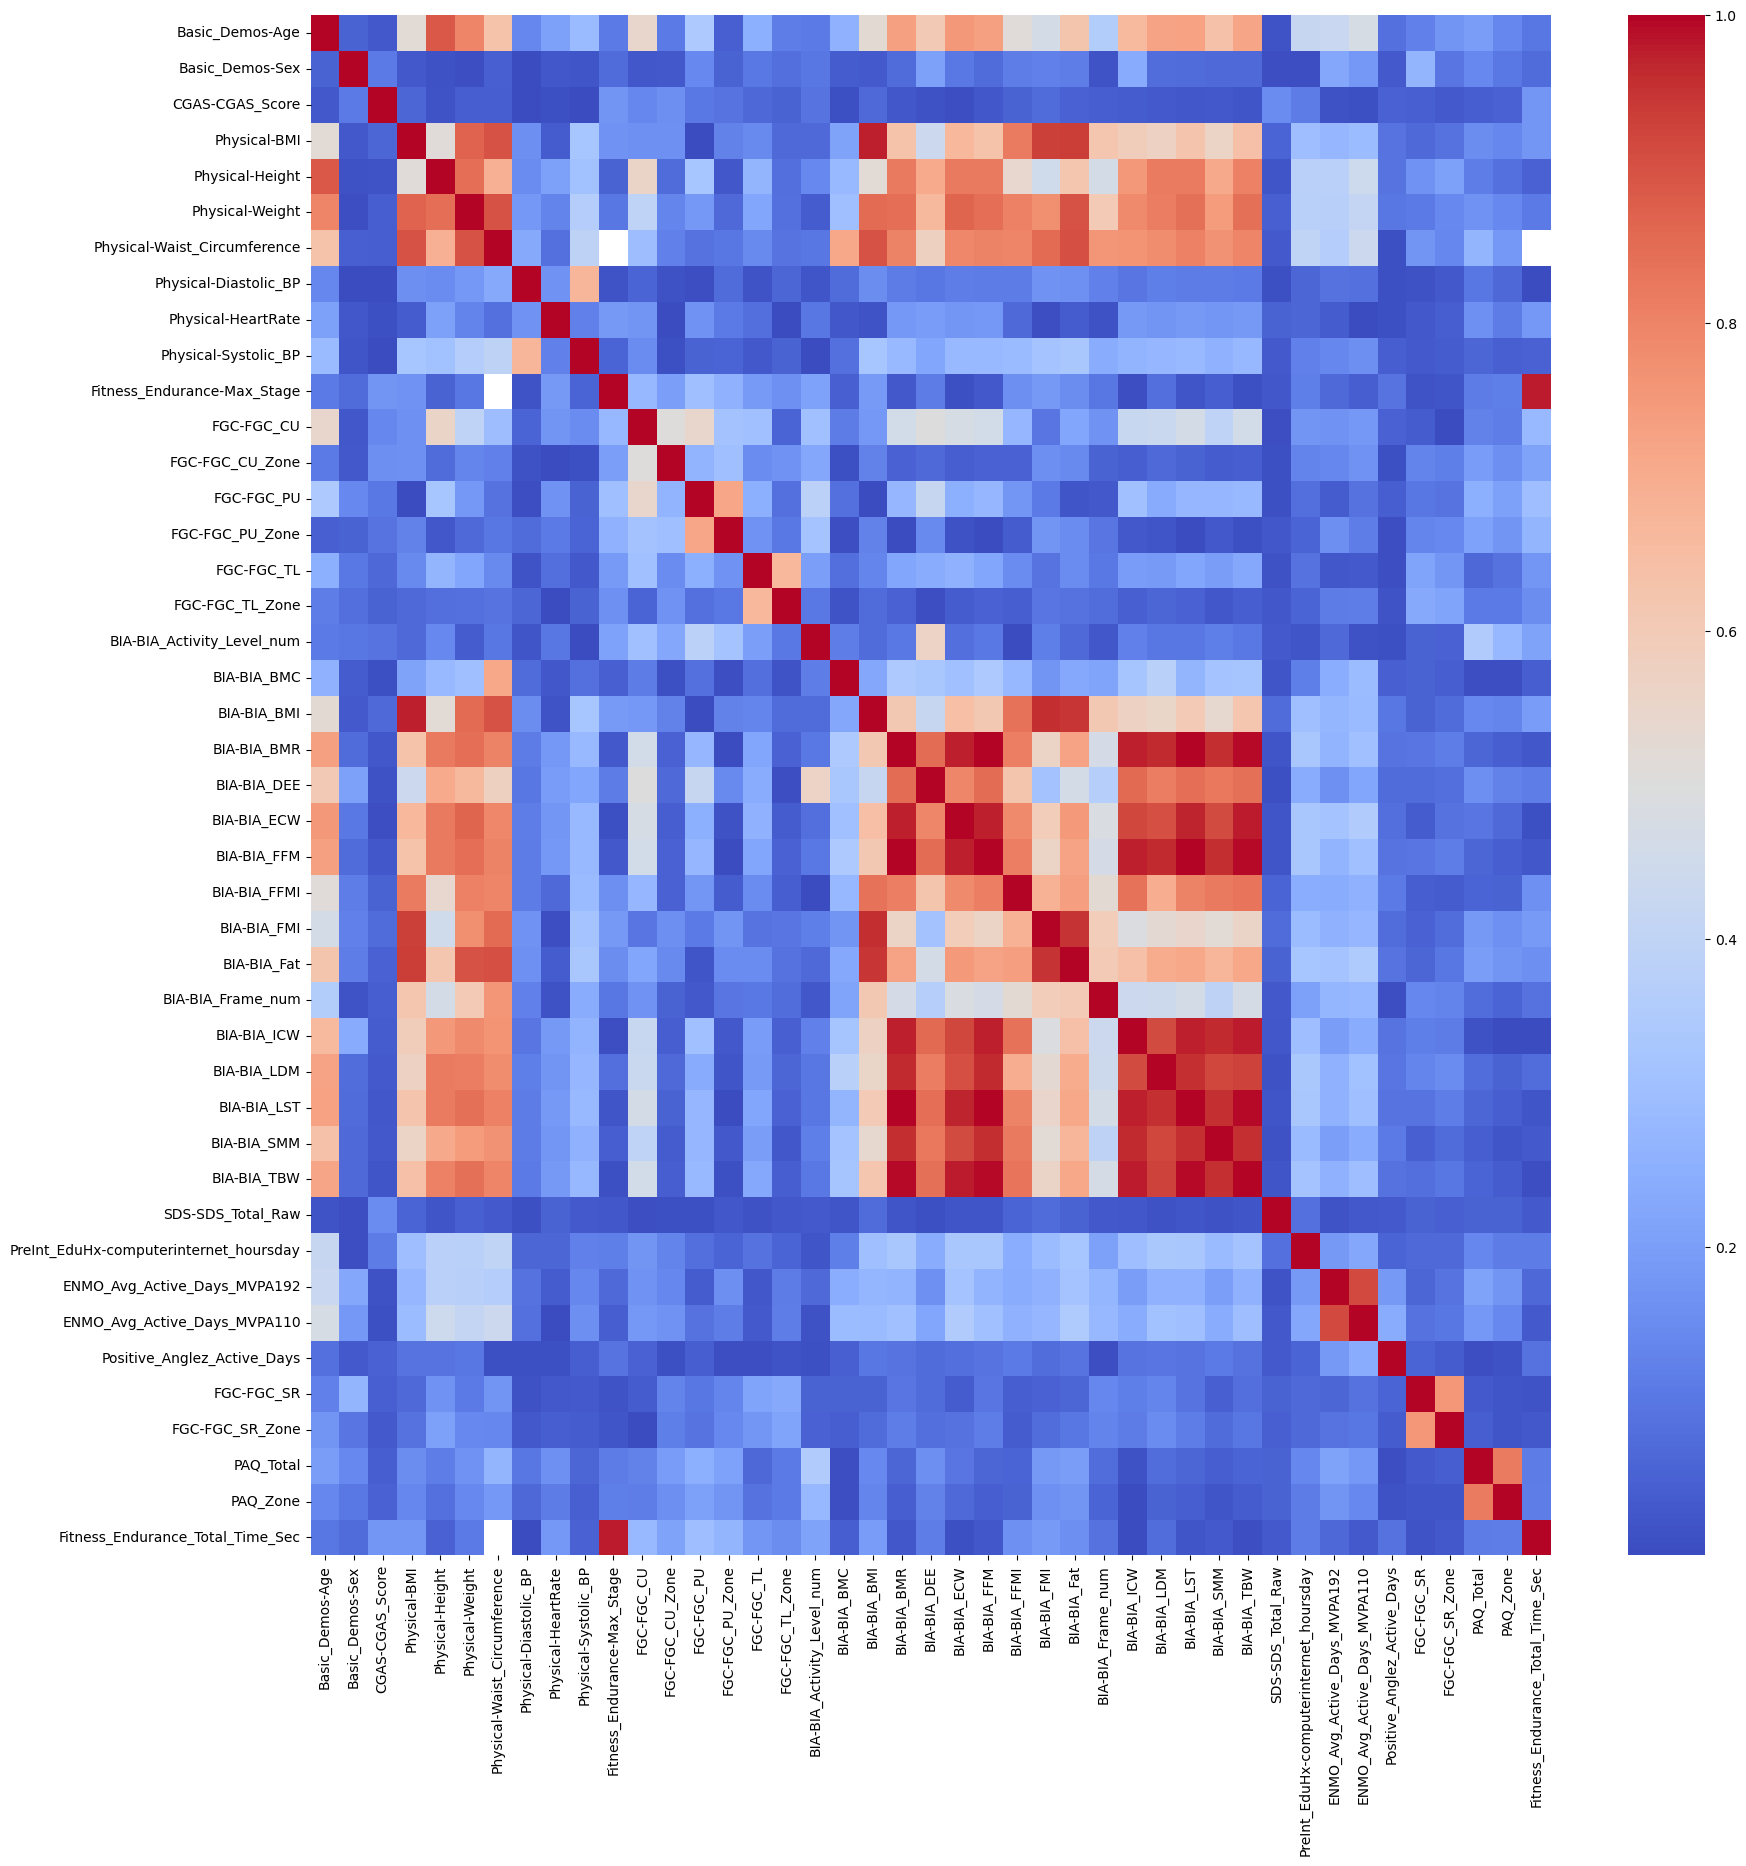 Basic_Demos-Age
Basic_Demos-Sex
CGAS-CGAS_Score
Physical-BMI
Physical-Height
Physical-Weight
Physical-Waist_Circumference
Physical-Diastolic_BP
Physical-HeartRate
Physical-Systolic_BP
Fitness_Endurance-Max_Stage
FGC-FGC_CU
FGC-FGC_CU_Zone
FGC-FGC_PU
FGC-FGC_PU_Zone
FGC-FGC_TL
FGC-FGC_TL_Zone
BIA-BIA_Activity_Level_num
BIA-BIA_BMC
BIA-BIA_BMI
BIA-BIA_BMR
BIA-BIA_DEE
BIA-BIA_ECW
BIA-BIA_FFM
BIA-BIA_FFMI
BIA-BIA_FMI
BIA-BIA_Fat
BIA-BIA_Frame_num
BIA-BIA_ICW
BIA-BIA_LDM
BIA-BIA_LST
BIA-BIA_SMM
BIA-BIA_TBW
SDS-SDS_Total_Raw
PreInt_EduHx-computerinternet_hoursday
ENMO_Avg_Active_Days_MVPA192
ENMO_Avg_Active_Days_MVPA110
Positive_Anglez_Active_Days
FGC-FGC_SR
FGC-FGC_SR_Zone
PAQ_Total
PAQ_Zone
Fitness_Endurance_Total_Time_Sec
Basic_Demos-Age
Basic_Demos-Sex
CGAS-CGAS_Score
Physical-BMI
Physical-Height
Physical-Weight
Physical-Waist_Circumference
Physical-Diastolic_BP
Physical-HeartRate
Physical-Systolic_BP
Fitness_Endurance-Max_Stage
FGC-FGC_CU
FGC-FGC_CU_Zone
FGC-FGC_PU
FGC-FGC_PU_Zone
FGC-FGC_TL
FGC-FGC_TL_Zone
BIA-BIA_Activity_Level_num
BIA-BIA_BMC
BIA-BIA_BMI
BIA-BIA_BMR
BIA-BIA_DEE
BIA-BIA_ECW
BIA-BIA_FFM
BIA-BIA_FFMI
BIA-BIA_FMI
BIA-BIA_Fat
BIA-BIA_Frame_num
BIA-BIA_ICW
BIA-BIA_LDM
BIA-BIA_LST
BIA-BIA_SMM
BIA-BIA_TBW
SDS-SDS_Total_Raw
PreInt_EduHx-computerinternet_hoursday
ENMO_Avg_Active_Days_MVPA192
ENMO_Avg_Active_Days_MVPA110
Positive_Anglez_Active_Days
FGC-FGC_SR
FGC-FGC_SR_Zone
PAQ_Total
PAQ_Zone
Fitness_Endurance_Total_Time_Sec
1.0
0.8
0.6
0.4
0.2